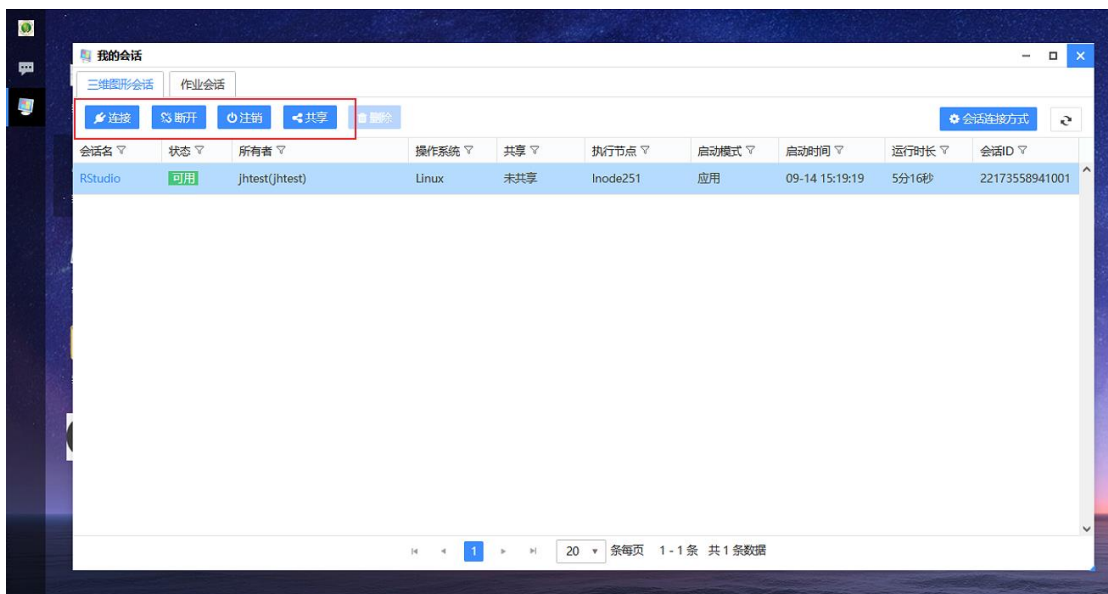 我的会话
三维图形会话 作业会话
连接 断开 注销 共享 删除 会话连接方式
会话名 状态 所有者 操作系统 共享 执行节点 启动模式 启动时间 运行时长 会话ID
RStudio 可用 jhtest(jhtest) Linux 未共享 lnode251 应用 09-14 15:19:19 5分16秒 22173558941001
1 20 条每页 1 - 1 条 共 1 条数据